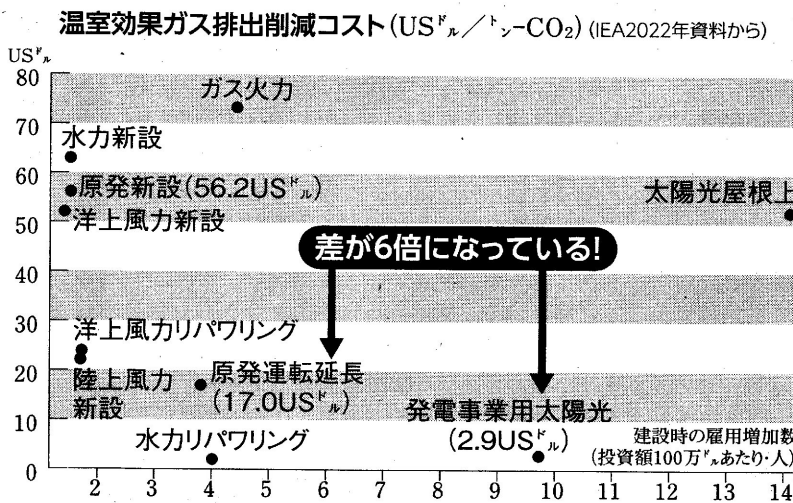 温室効果ガス排出削減コスト(USドル/トン-CO₂)(IEA2022年資料から)
USドル
80
ガス火力
70
水力新設
60
原発新設(56.2USドル)
太陽光屋根上
洋上風力新設
50
差が6倍になっている!
40
30
洋上風力リパワリング
20
陸上風力
新設
原発運転延長
(17.0USドル)
発電事業用太陽光
(2.9USドル)
10
水力リパワリング
建設時の雇用増加数
(投資額100万ドルあたり・人)
0
2 3 4 5 6 7 8 9 10 11 12 13 14